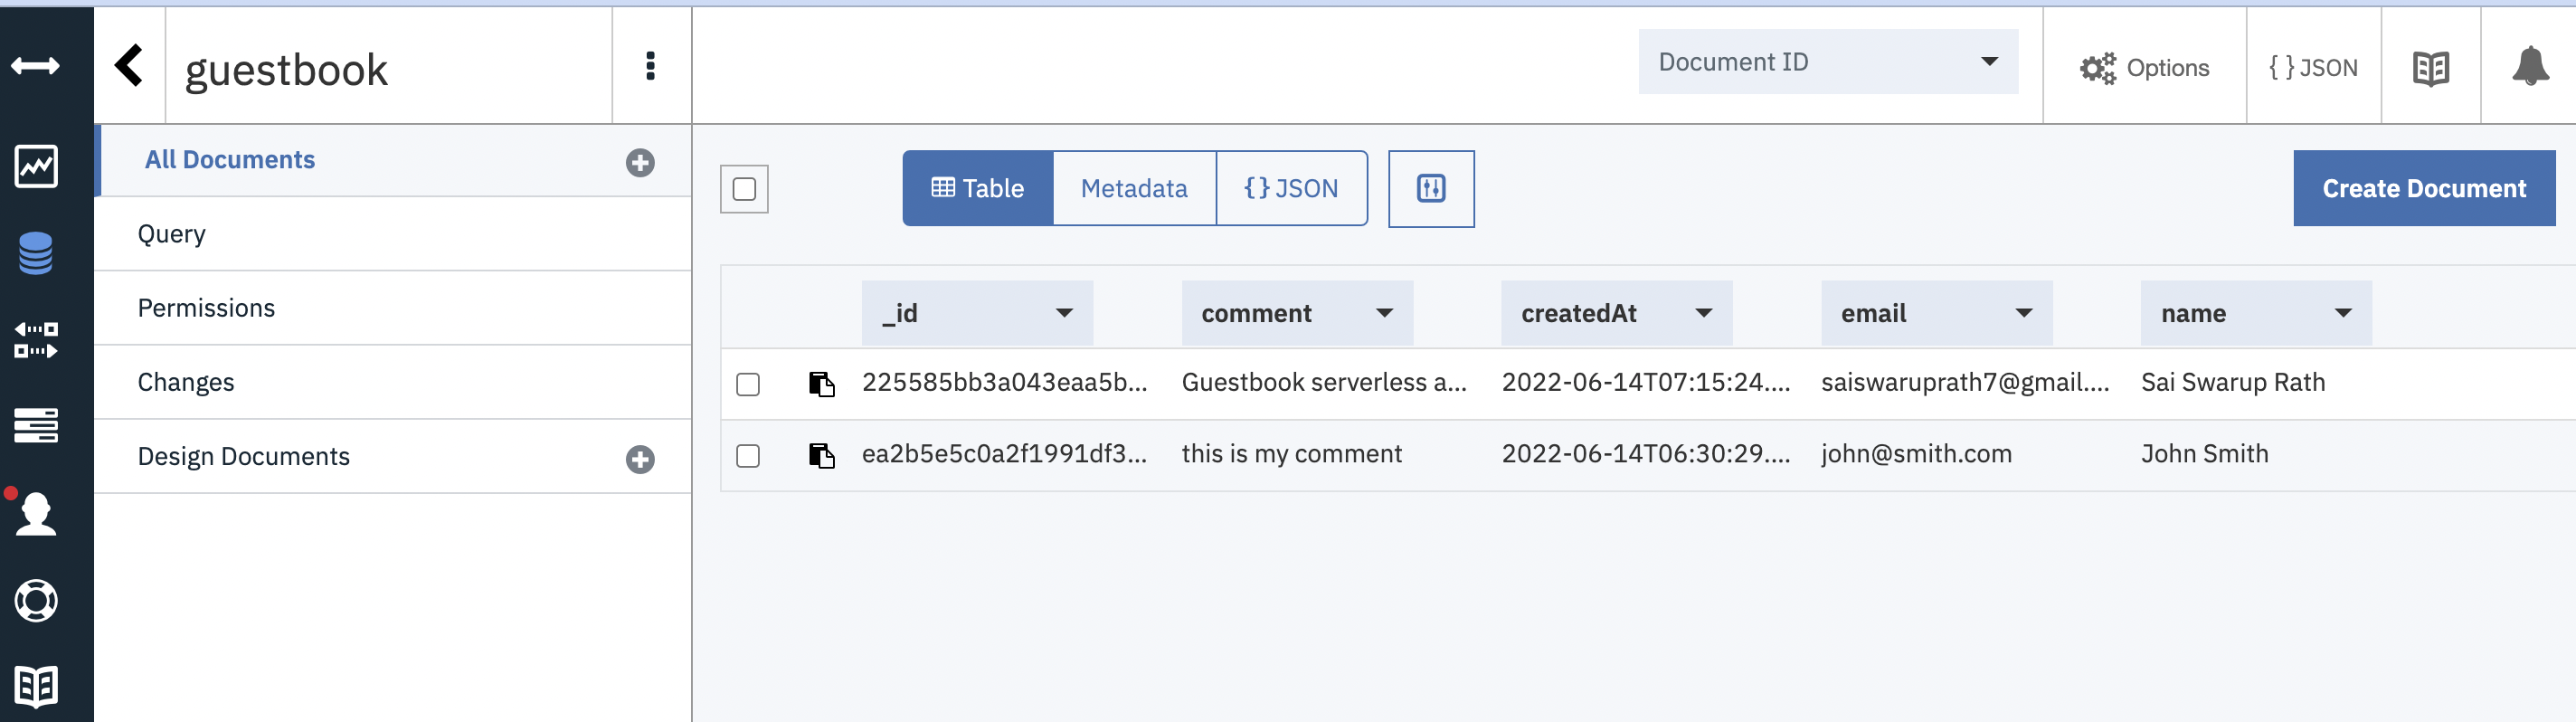 guestbook
Document ID
Options
{ } JSON
All Documents
Query
Permissions
Changes
Design Documents
Table
Metadata
{ } JSON
Create Document
_id comment createdAt email name
225585bb3a043eaa5b... Guestbook serverless a... 2022-06-14T07:15:24.... saiswaruprath7@gmail.... Sai Swarup Rath
ea2b5e5c0a2f1991df3... this is my comment 2022-06-14T06:30:29.... john@smith.com John Smith